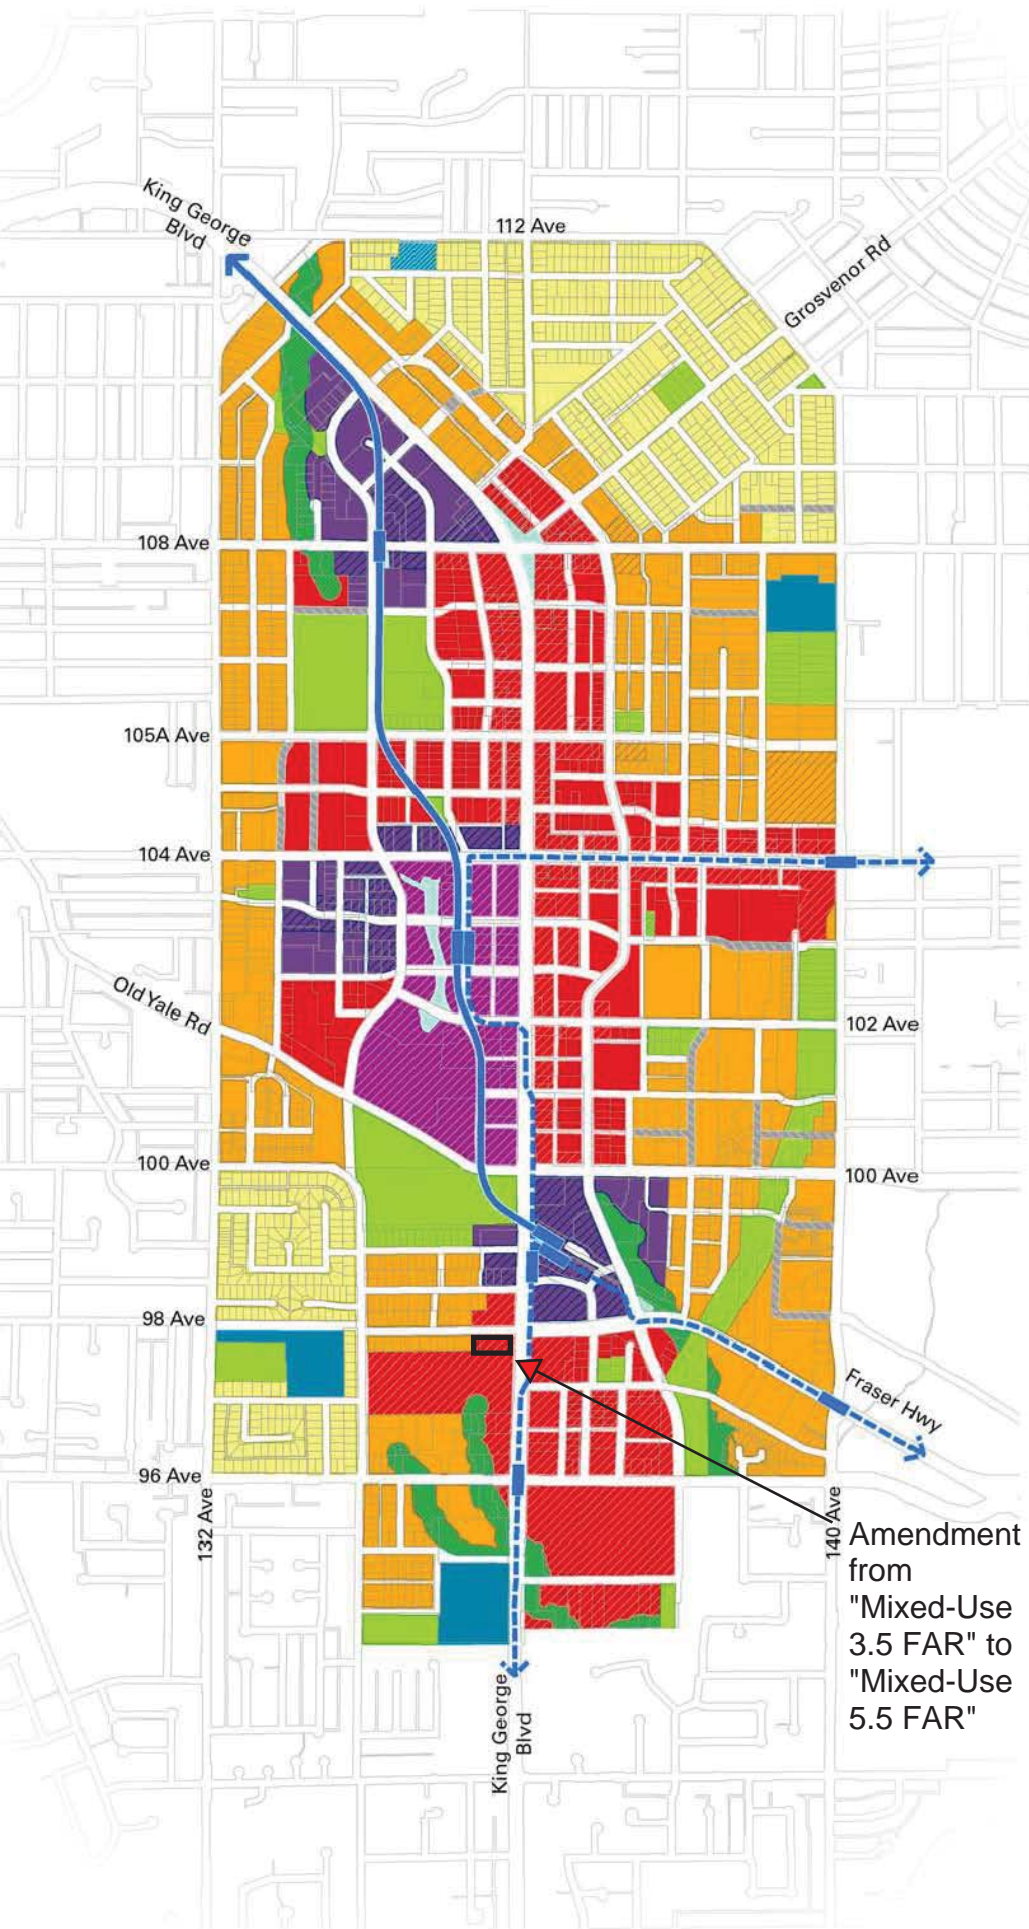 King George
Blvd
112 Ave
Grosvenor Rd
108 Ave
105A Ave
104 Ave
Old Yale Rd
102 Ave
100 Ave
100 Ave
98 Ave
Fraser Hwy
96 Ave
132 Ave
140 Ave
Amendment
from
"Mixed-Use
3.5 FAR" to
"Mixed-Use
5.5 FAR"
King George
Blvd